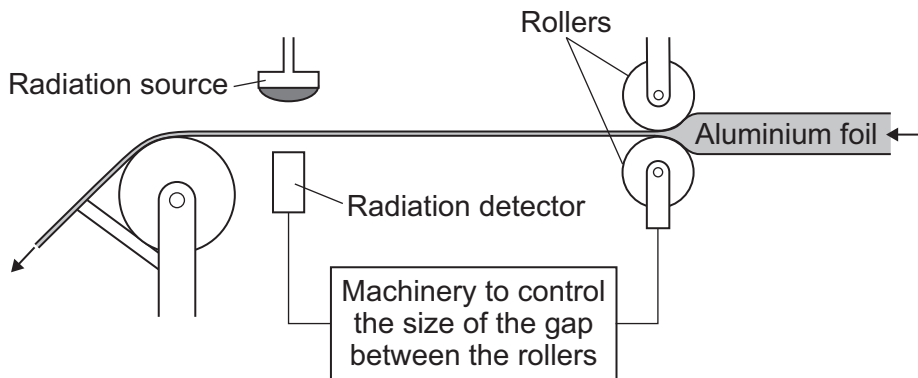 Rollers
Radiation source
Aluminium foil
Radiation detector
Machinery to control
the size of the gap
between the rollers